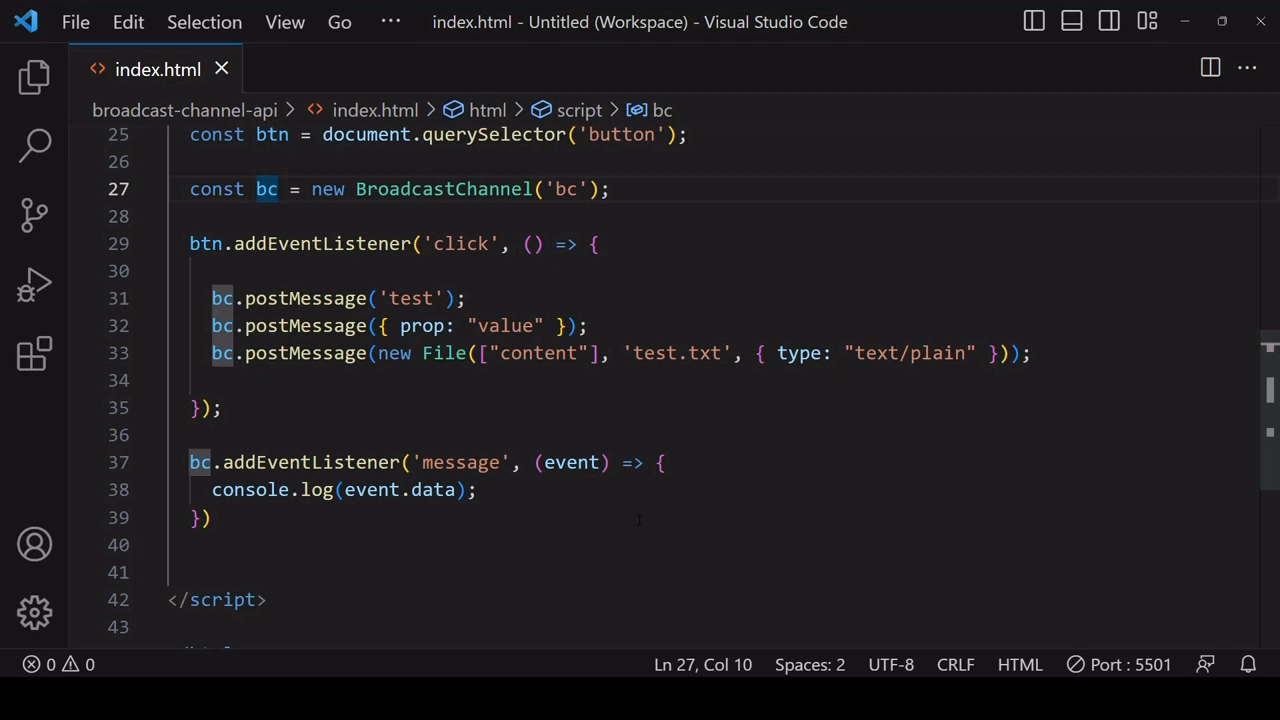 File Edit Selection View Go ··· index.html - Untitled (Workspace) - Visual Studio Code
<> index.html ×
broadcast-channel-api > <> index.html > html > script > bc
25 const btn = document.querySelector('button');
26
27 const bc = new BroadcastChannel('bc');
28
29 btn.addEventListener('click', () => {
30
31 bc.postMessage('test');
32 bc.postMessage({ prop: "value" });
33 bc.postMessage(new File(["content"], 'test.txt', { type: "text/plain" }));
34
35 });
36
37 bc.addEventListener('message', (event) => {
38 console.log(event.data);
39 })
40
41
42 </script>
43
0 0 Ln 27, Col 10 Spaces: 2 UTF-8 CRLF HTML Port : 5501